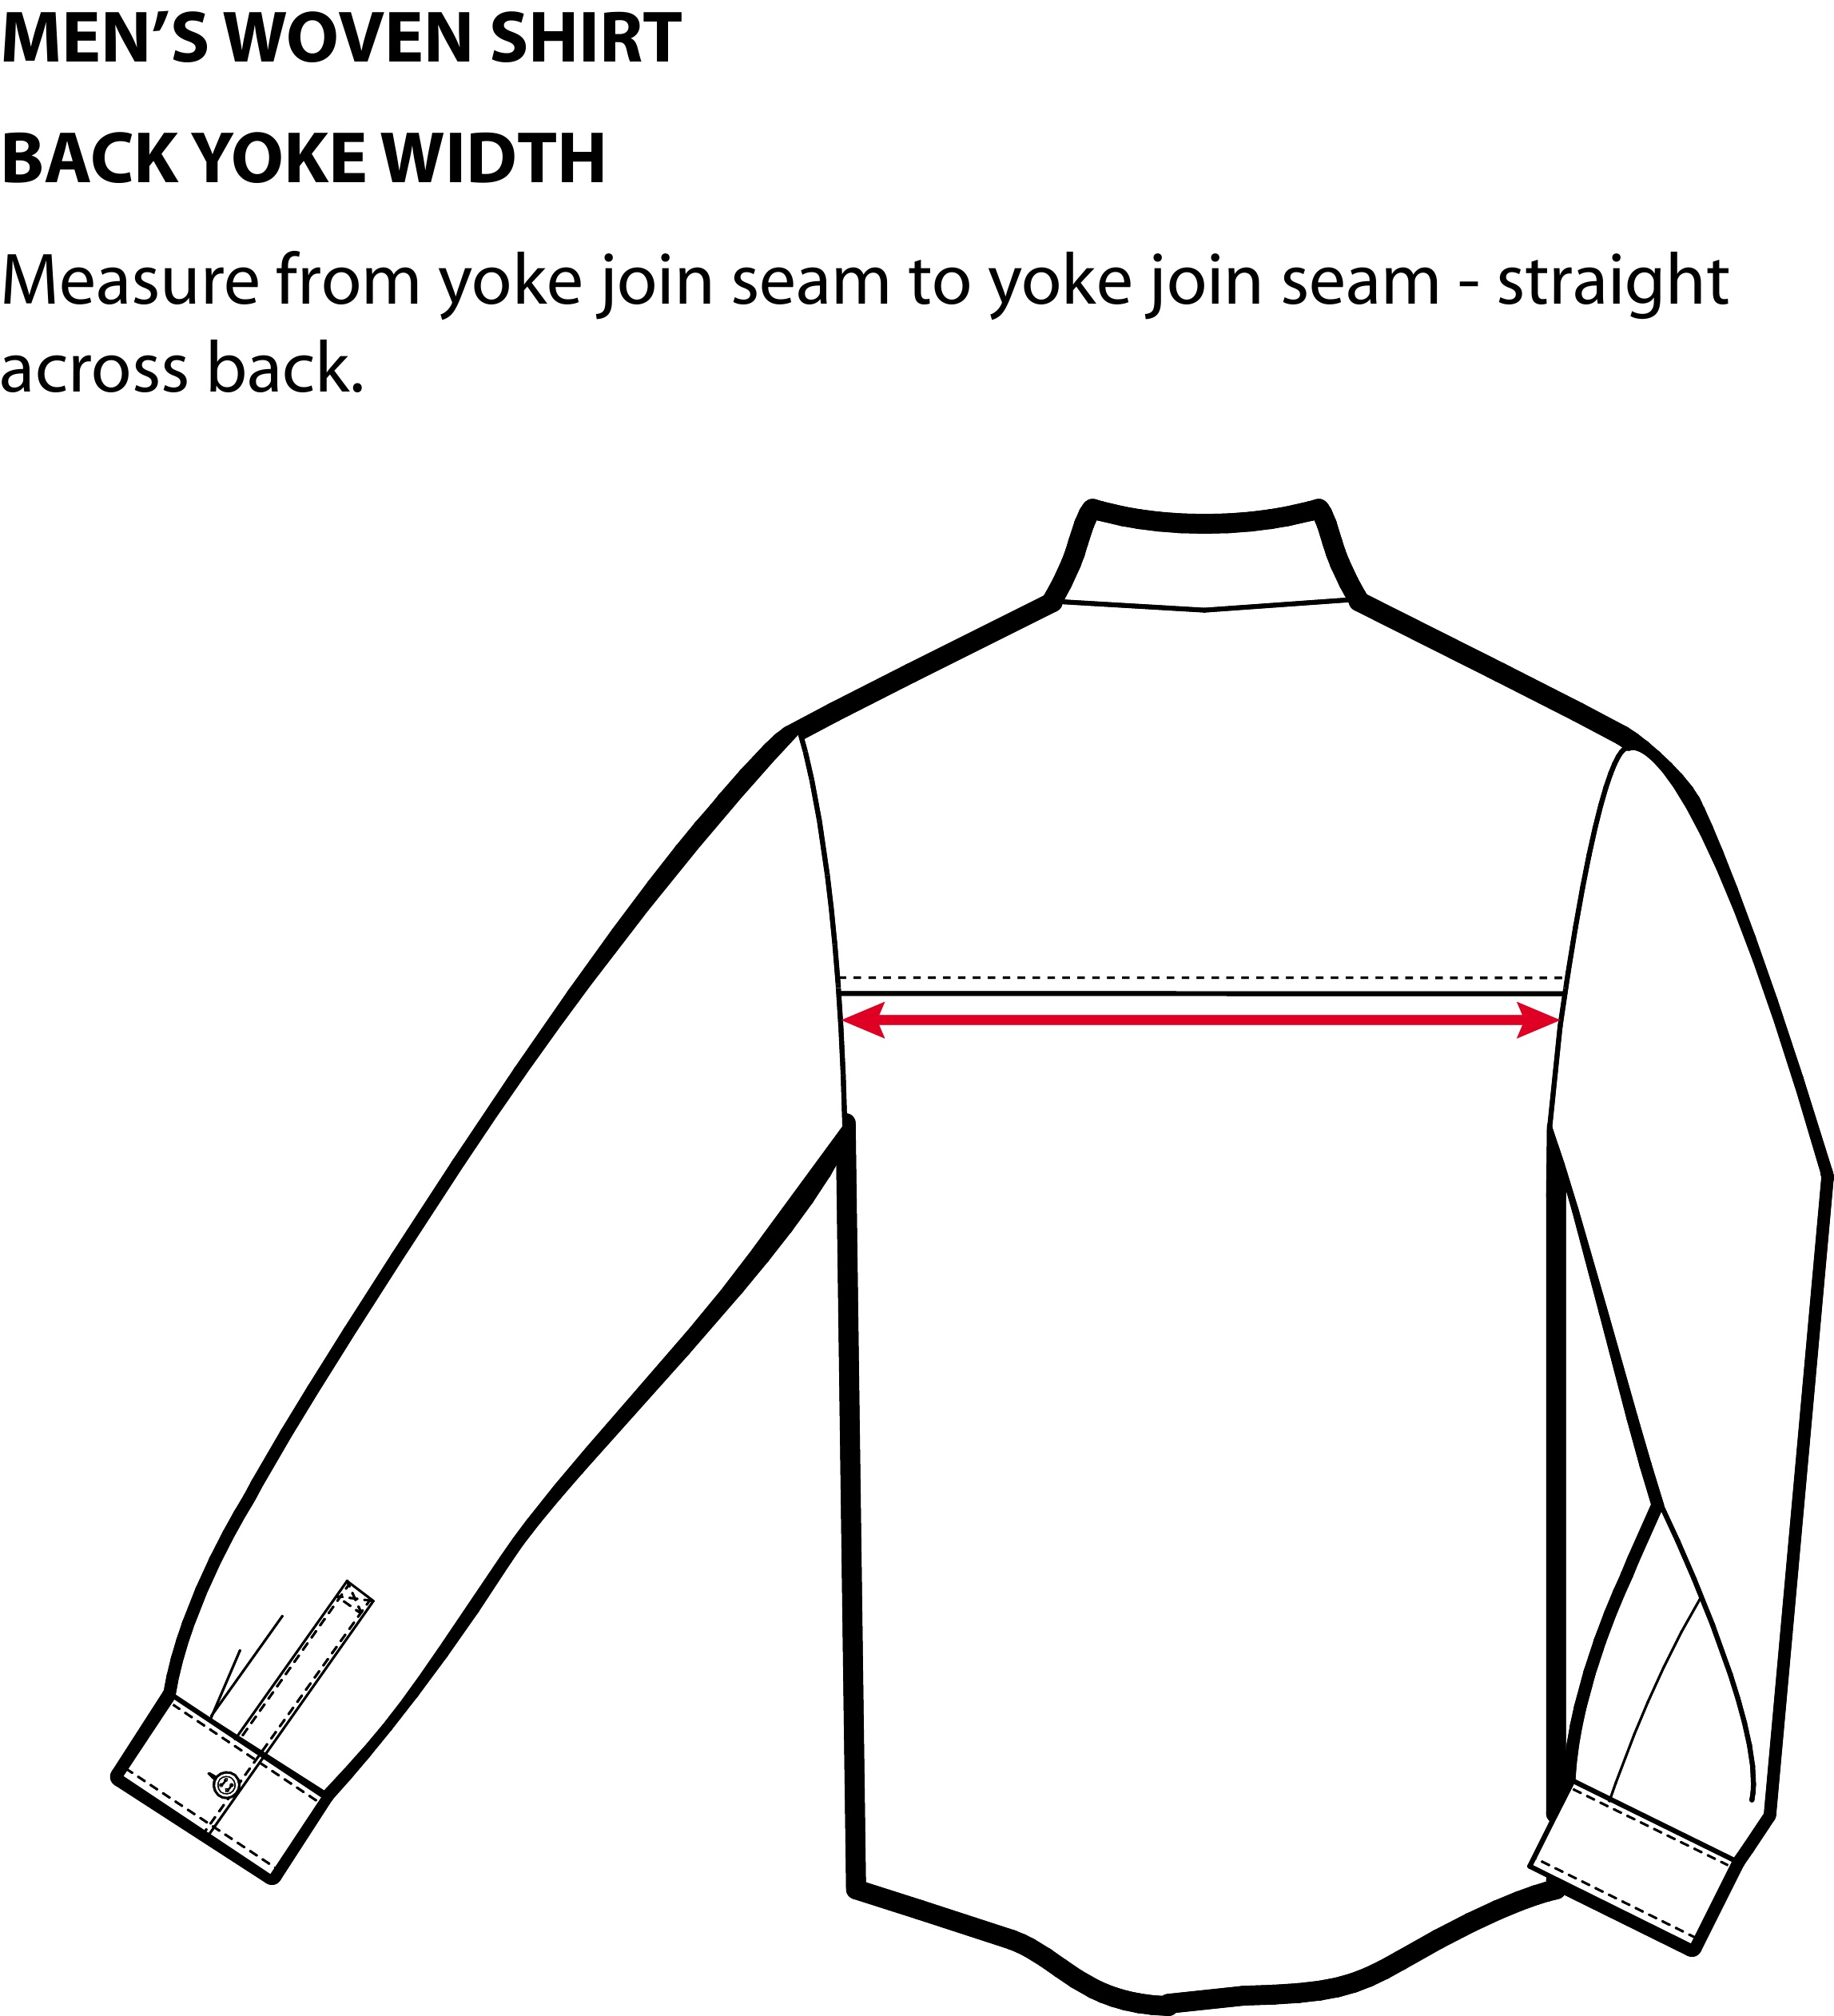 MEN’S WOVEN SHIRT
BACK YOKE WIDTH
Measure from yoke join seam to yoke join seam - straight
across back.